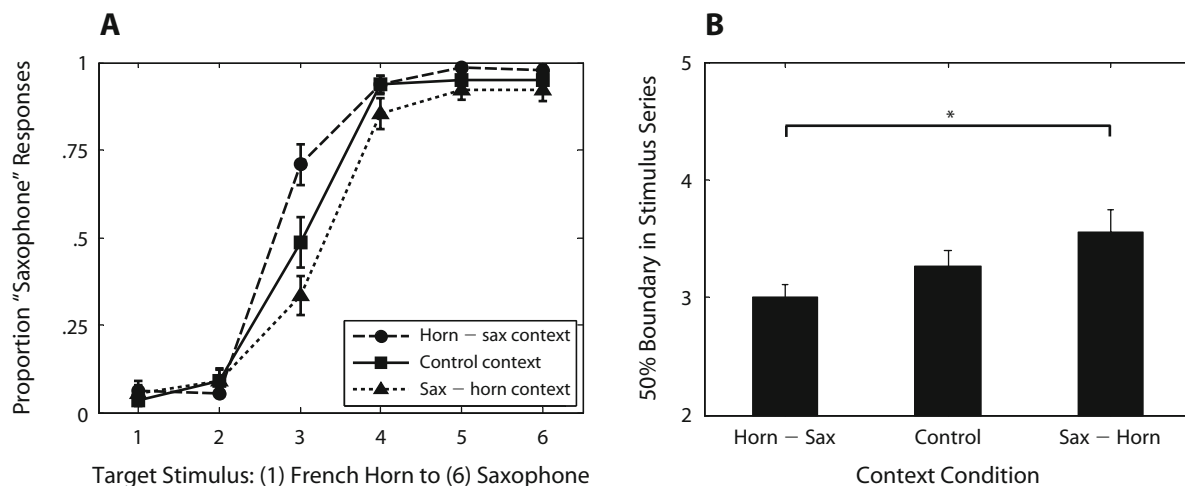 A
Proportion “Saxophone” Responses
1
.75
.5
.25
0
Horn – sax context
Control context
Sax – horn context
1 2 3 4 5 6
Target Stimulus: (1) French Horn to (6) Saxophone
B
50% Boundary in Stimulus Series
5
4
3
2
*
Horn – Sax Control Sax – Horn
Context Condition